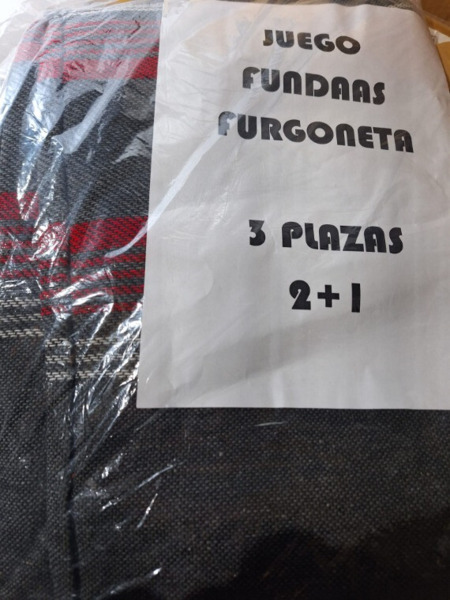 JUEGO
FUNDAAS
FURGONETA
3 PLAZAS
2+1